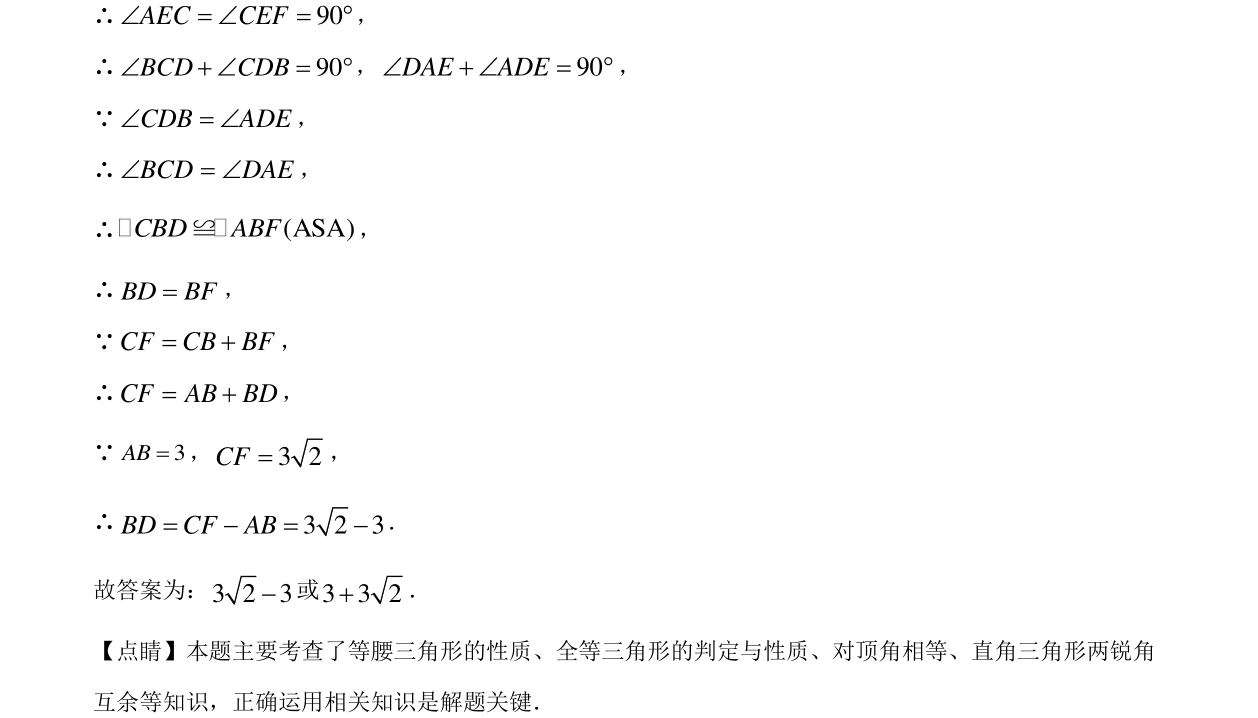 ∴∠AEC = ∠CEF = 90°，
∴∠BCD + ∠CDB = 90°，∠DAE + ∠ADE = 90°，
∵∠CDB = ∠ADE，
∴∠BCD = ∠DAE，
∴□CBD≌□ABF(ASA)，
∴BD = BF，
∵CF = CB + BF，
∴CF = AB + BD，
∵AB = 3，CF = 3√2，
∴BD = CF − AB = 3√2 − 3．
故答案为：3√2 − 3或3 + 3√2．
【点睛】本题主要考查了等腰三角形的性质、全等三角形的判定与性质、对顶角相等、直角三角形两锐角
互余等知识，正确运用相关知识是解题关键．